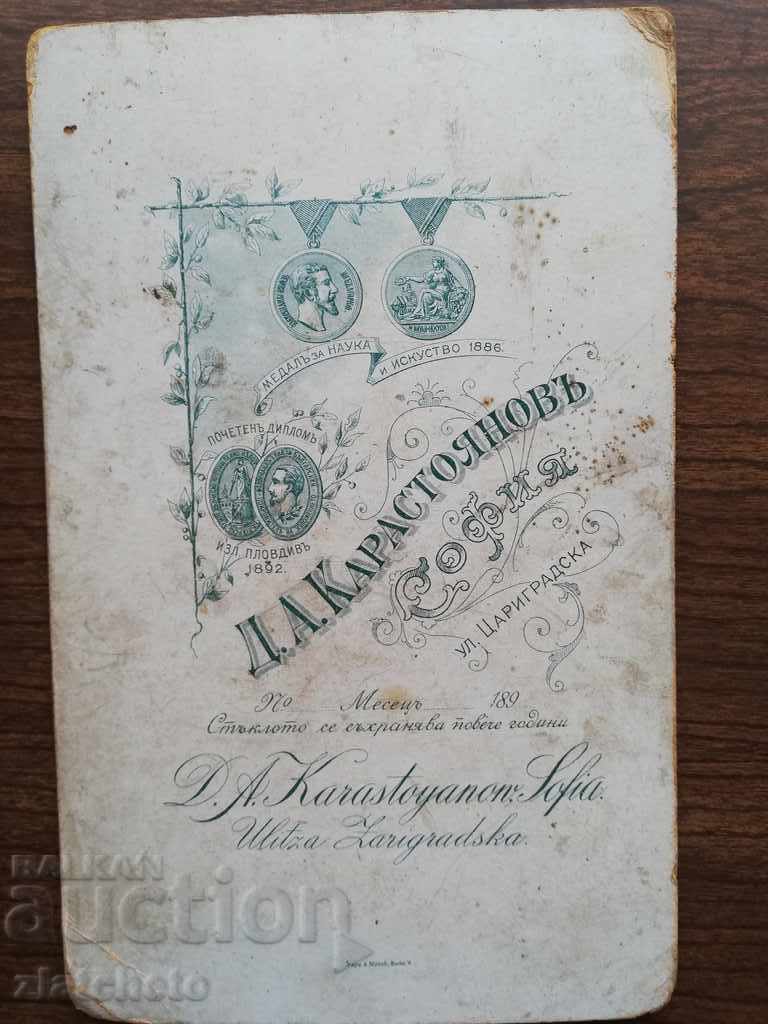 МЕДАЛЪ ЗА НАУКА И ИСКУСТВО 1886.
ПОЧЕТЕНЪ ДИПЛОМЪ
ИЗЛ. ПЛОВДИВЪ
1892.
Д. А. КАРАСТОЯНОВЪ
София
УЛ. ЦАРИГРАДСКА
No Месецъ 189
Стъклото се съхранява повече години
D. A. Karastoyanow. Sofia.
Ulitza Zarigradska.
BALKAN
auction
zlatcheto